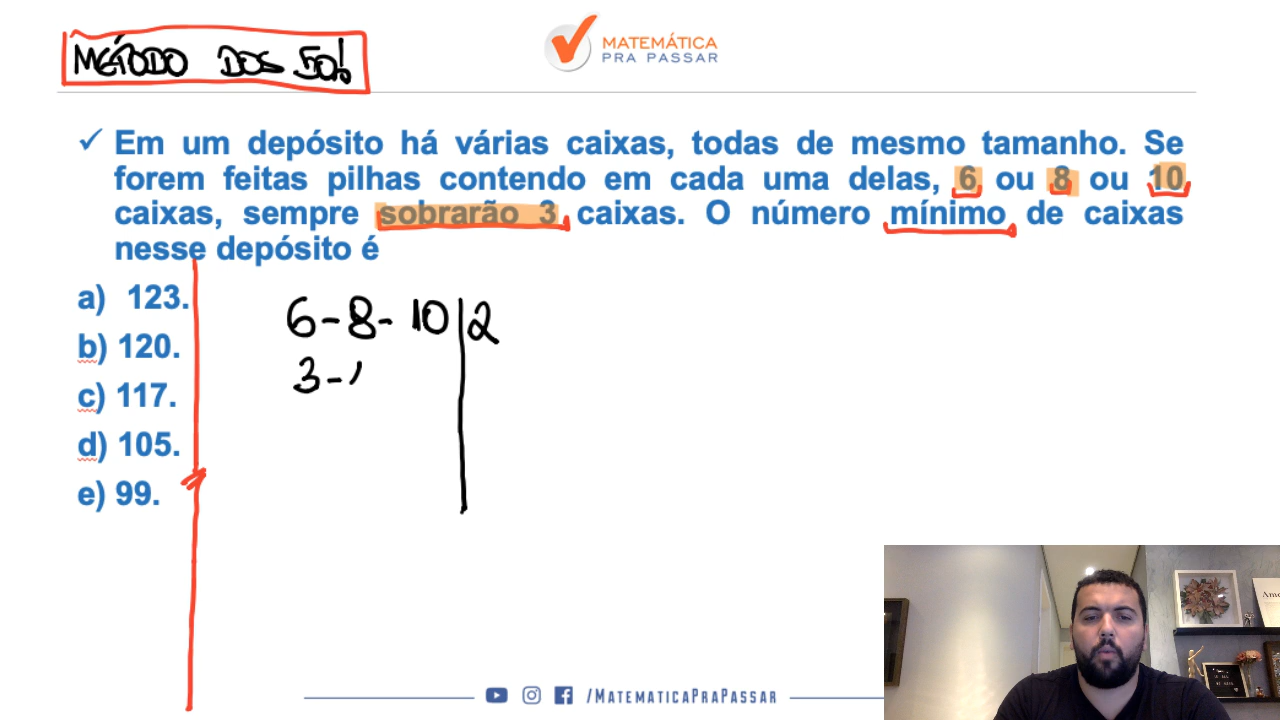 MÉTODO DOS 50!
MATEMÁTICA
PRA PASSAR
✓ Em um depósito há várias caixas, todas de mesmo tamanho. Se
forem feitas pilhas contendo em cada uma delas, 6 ou 8 ou 10
caixas, sempre sobrarão 3 caixas. O número mínimo de caixas
nesse depósito é
a) 123.
b) 120.
c) 117.
d) 105.
e) 99.
6-8-10|2
3-
/MATEMATICAPRAPASSAR